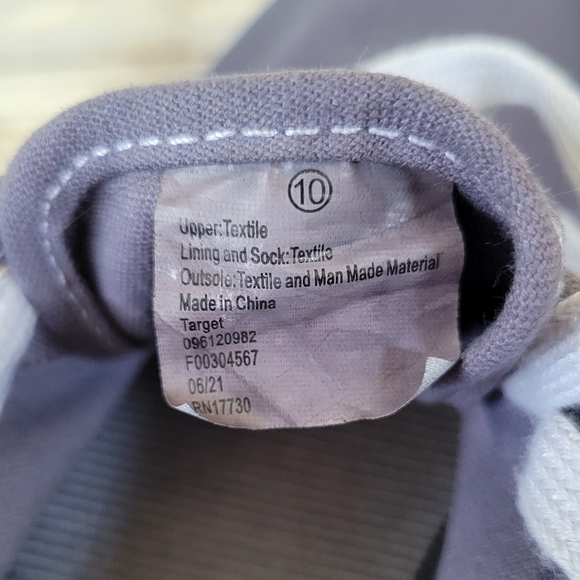 10
Upper:Textile
Lining and Sock:Textile
Outsole:Textile and Man Made Material
Made in China
Target
096120982
F00304567
06/21
RN17730